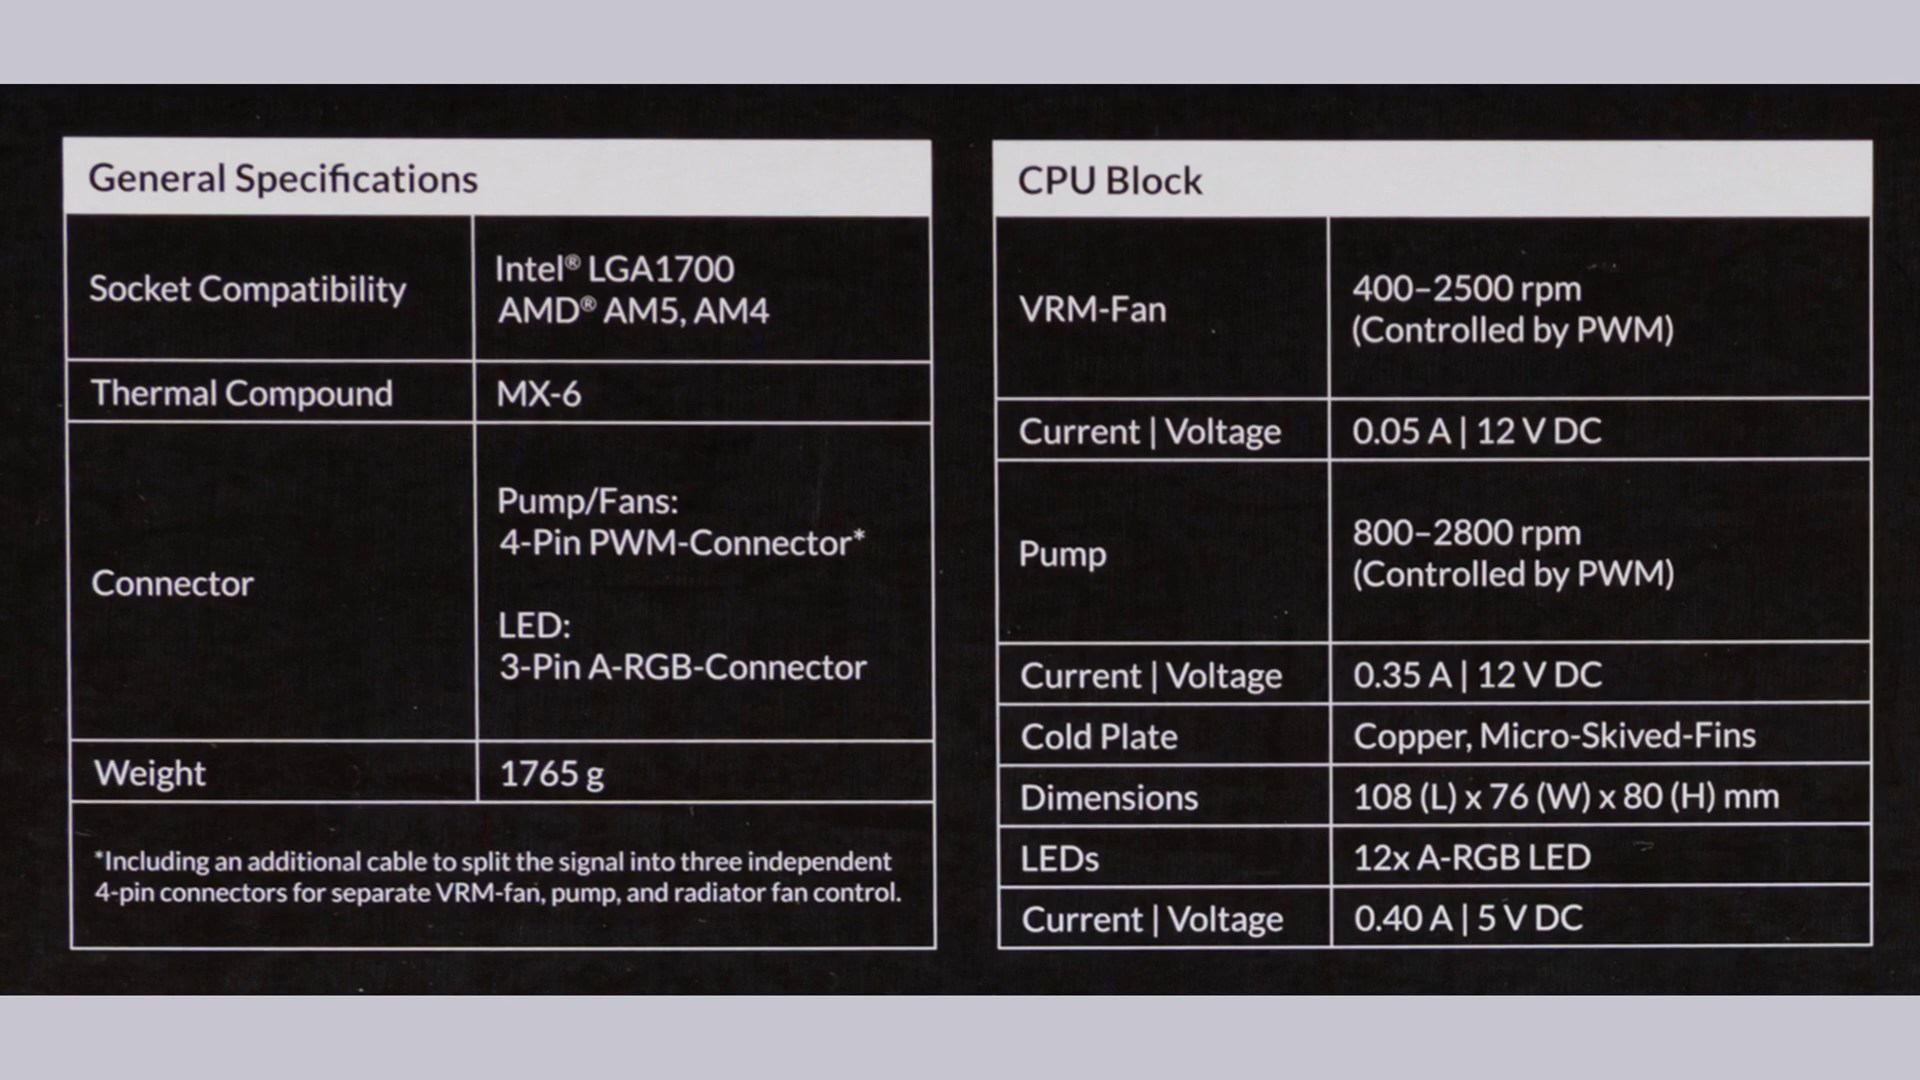 General Specifications
Socket Compatibility
Intel® LGA1700
AMD® AM5, AM4
Thermal Compound
MX-6
Connector
Pump/Fans:
4-Pin PWM-Connector*
LED:
3-Pin A-RGB-Connector
Weight
1765 g
*Including an additional cable to split the signal into three independent
4-pin connectors for separate VRM-fan, pump, and radiator fan control.
CPU Block
VRM-Fan
400–2500 rpm
(Controlled by PWM)
Current | Voltage
0.05 A | 12 V DC
Pump
800–2800 rpm
(Controlled by PWM)
Current | Voltage
0.35 A | 12 V DC
Cold Plate
Copper, Micro-Skived-Fins
Dimensions
108 (L) x 76 (W) x 80 (H) mm
LEDs
12x A-RGB LED
Current | Voltage
0.40 A | 5 V DC